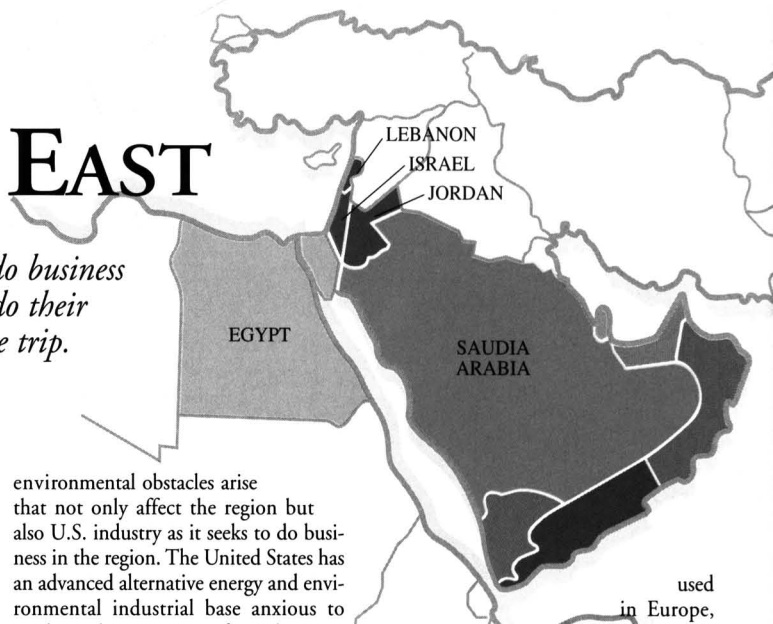 EAST
do business
do their
e trip.
LEBANON
ISRAEL
JORDAN
EGYPT
SAUDIA
ARABIA
environmental obstacles arise
that not only affect the region but
also U.S. industry as it seeks to do busi-
ness in the region. The United States has
an advanced alternative energy and envi-
ronmental industrial base anxious to
used
in Europe,